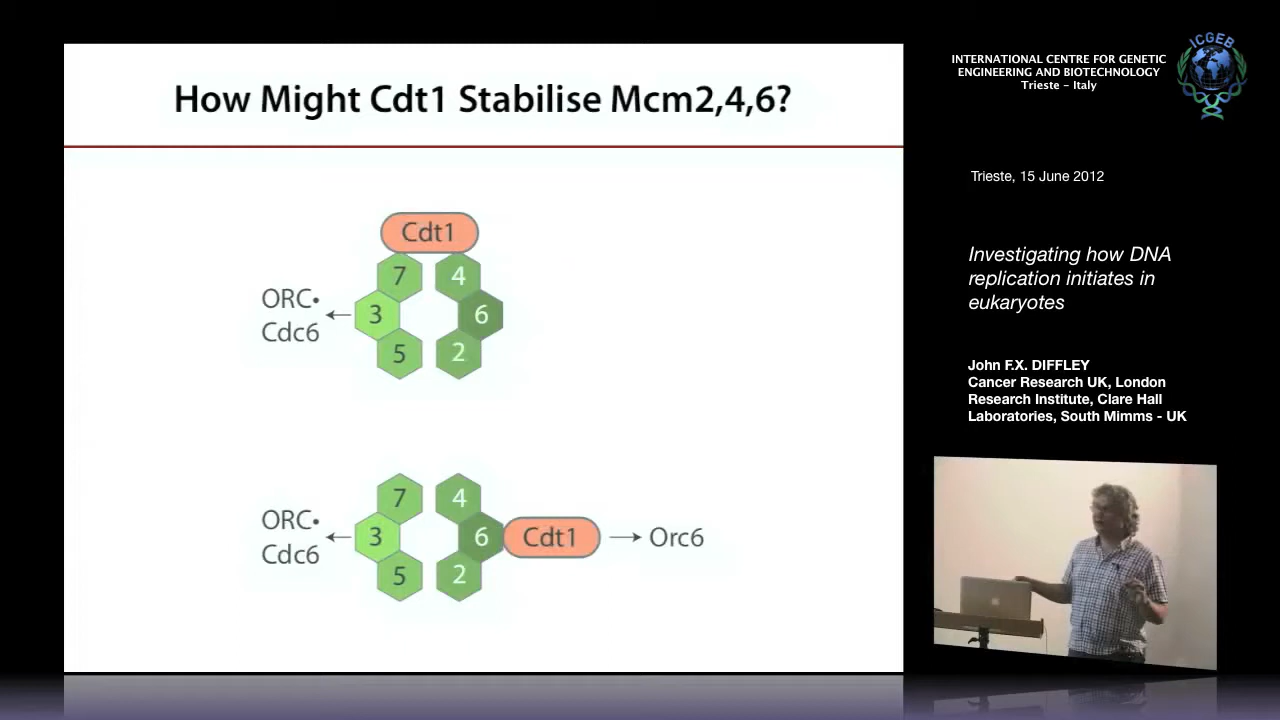 How Might Cdt1 Stabilise Mcm2,4,6?
Cdt1
7 4
ORC•
Cdc6
3 6
5 2
7 4
ORC•
Cdc6
3 6 Cdt1 Orc6
5 2
ICGEB
INTERNATIONAL CENTRE FOR GENETIC
ENGINEERING AND BIOTECHNOLOGY
Trieste - Italy
Trieste, 15 June 2012
Investigating how DNA
replication initiates in
eukaryotes
John F.X. DIFFLEY
Cancer Research UK, London
Research Institute, Clare Hall
Laboratories, South Mimms - UK